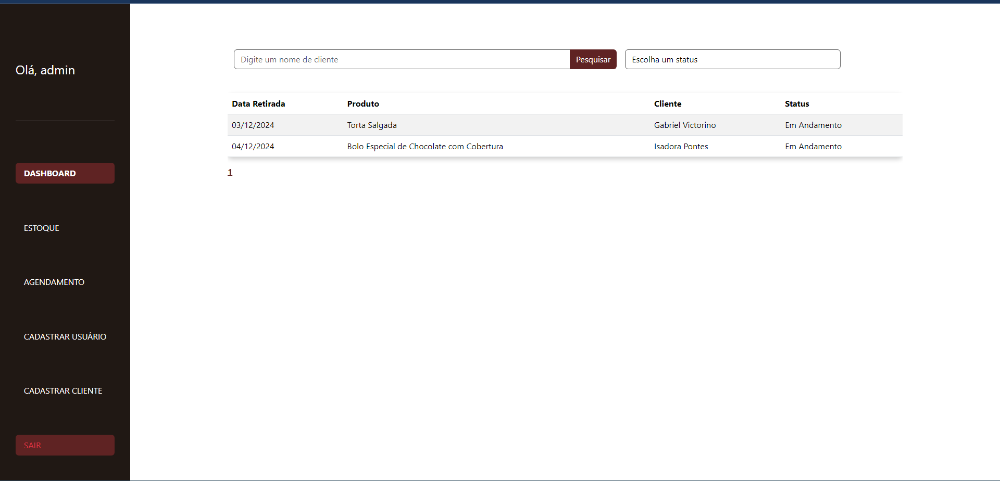 Olá, admin
DASHBOARD
ESTOQUE
AGENDAMENTO
CADASTRAR USUÁRIO
CADASTRAR CLIENTE
SAIR
Digite um nome de cliente Pesquisar Escolha um status
Data Retirada Produto Cliente Status
03/12/2024 Torta Salgada Gabriel Victorino Em Andamento
04/12/2024 Bolo Especial de Chocolate com Cobertura Isadora Pontes Em Andamento
1